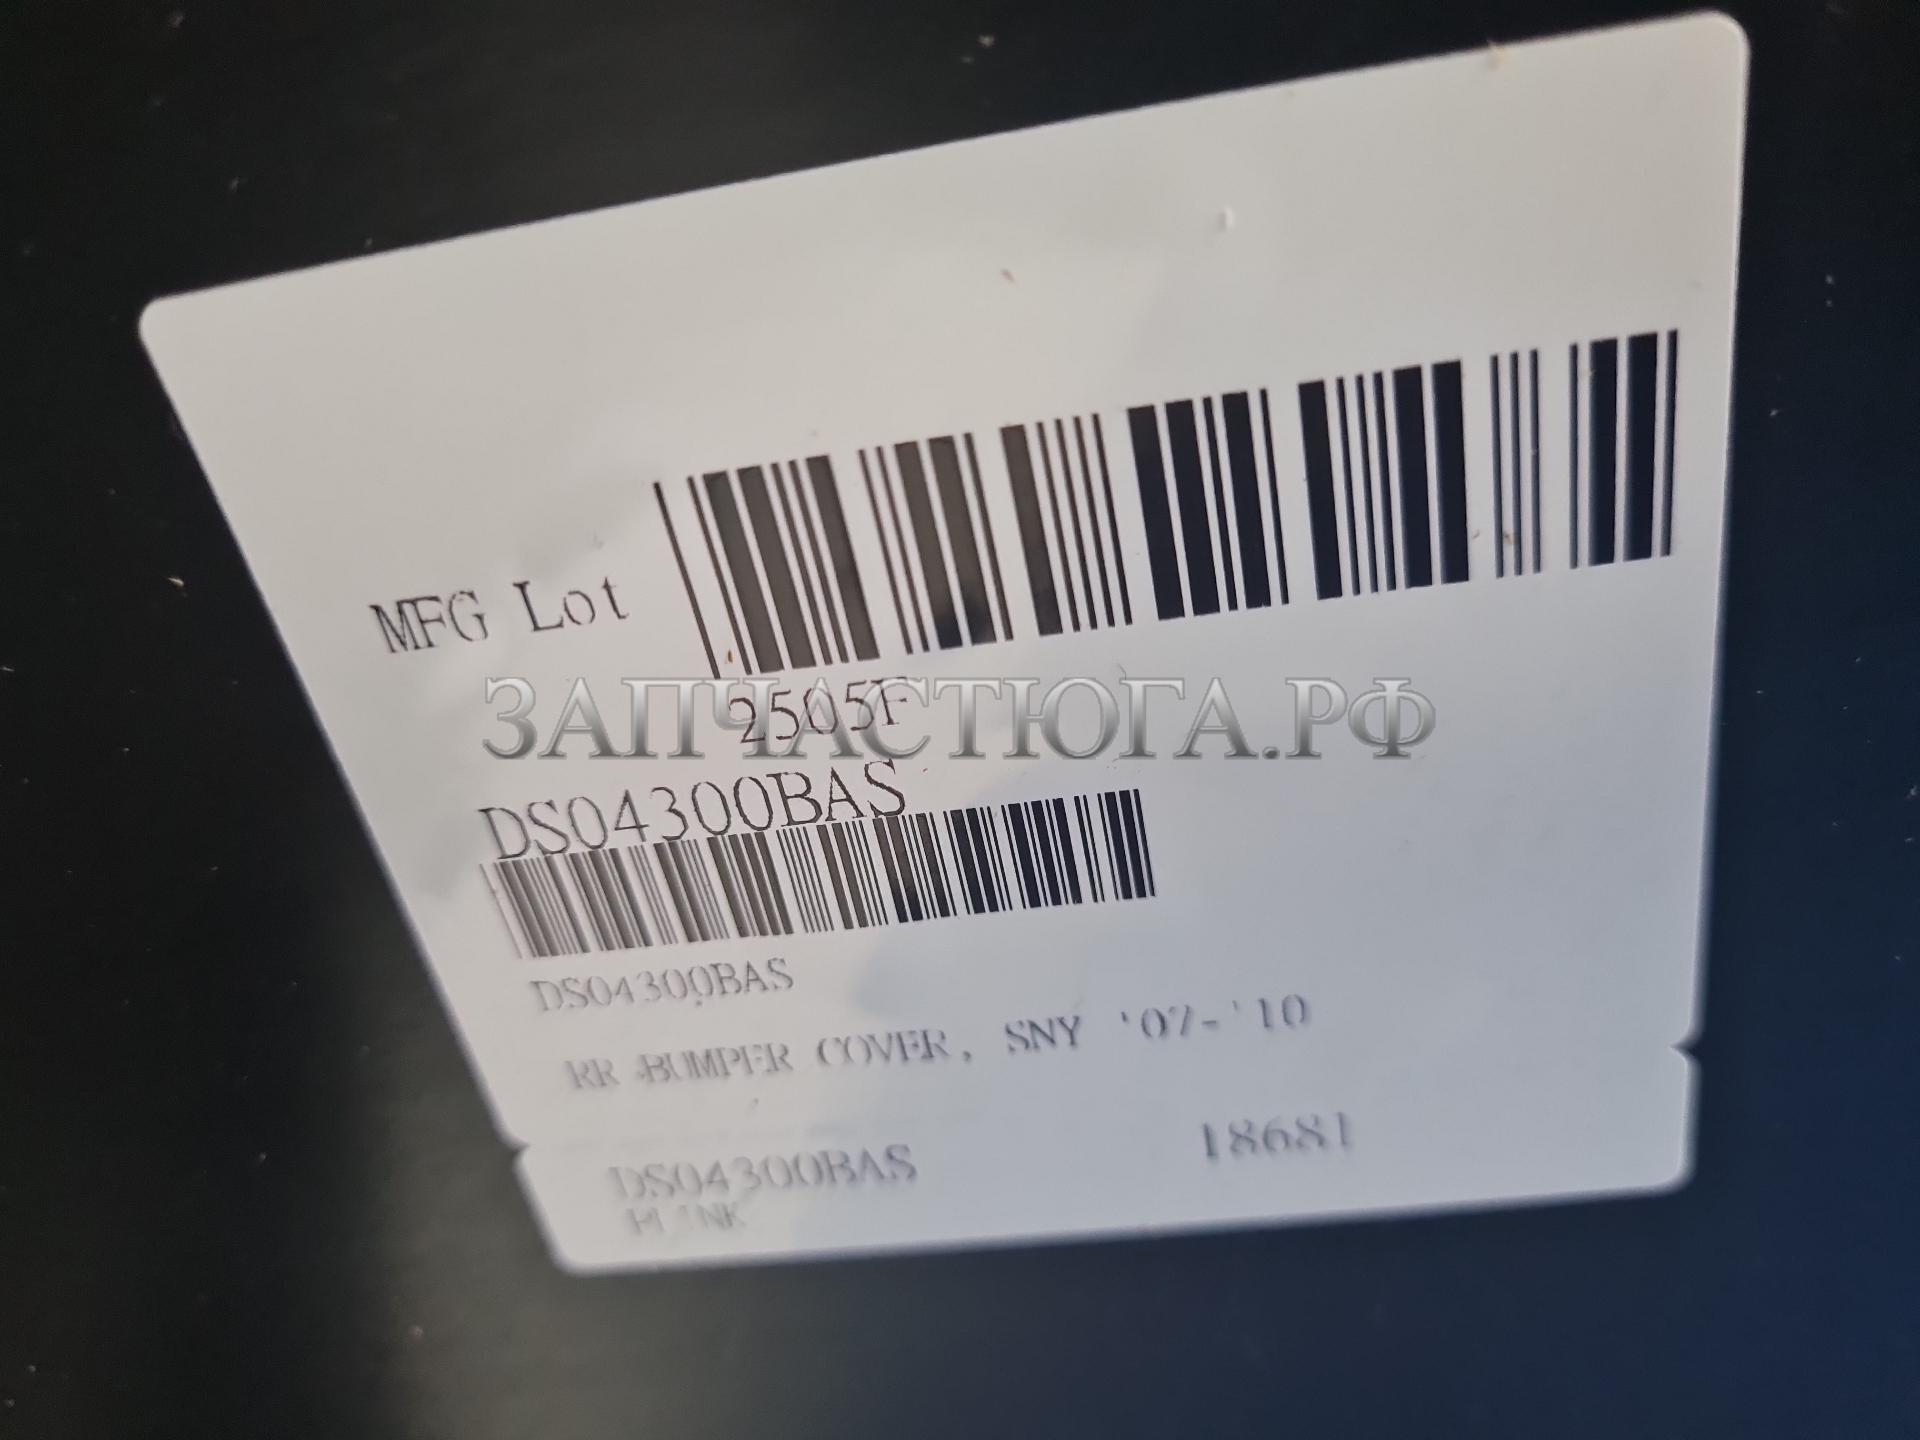 MFG Lot
2505F
ЗАПЧАСТЮГА.РФ
DS04300BAS
DS04300BAS
RR BUMPER COVER, SNY '07-'10
DS04300BAS 18681